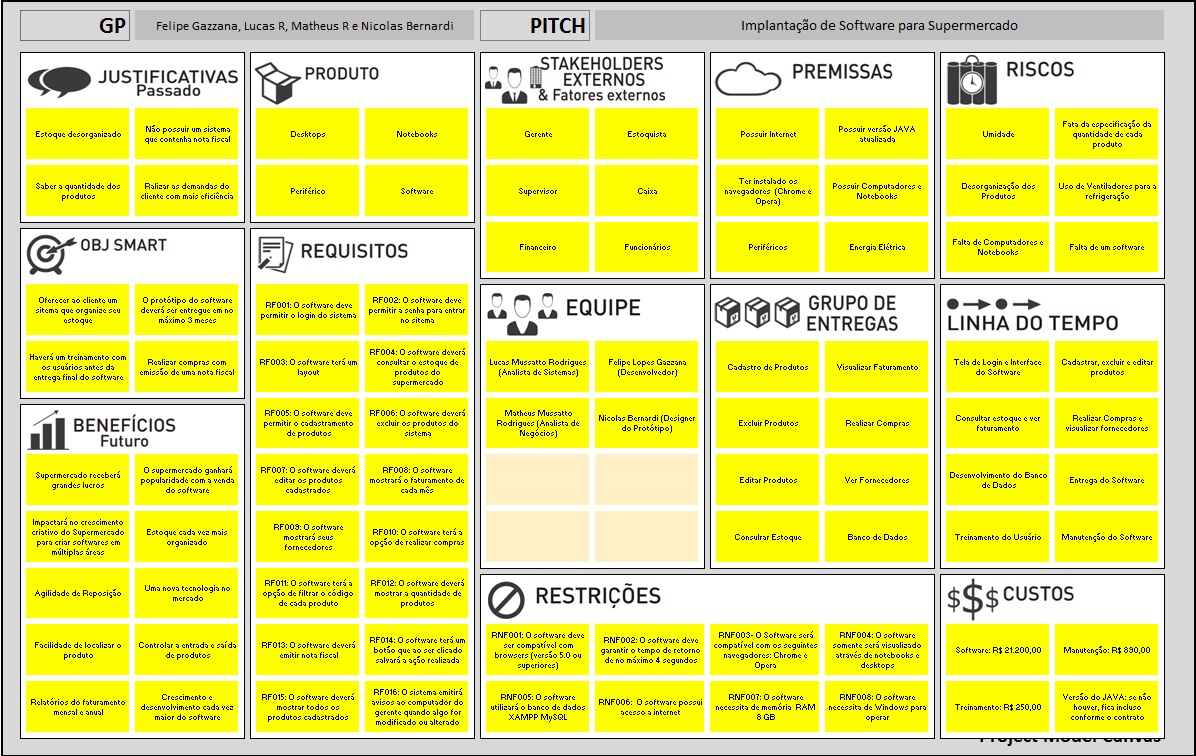 GP
Felipe Gazzana, Lucas R, Matheus R e Nicolas Bernardi
PITCH
Implantação de Software para Supermercado
JUSTIFICATIVAS
Passado
Estoque desorganizado
Não possuir um sistema
que contenha nota fiscal
Saber a quantidade dos
produtos
Ralizar as demandas do
cliente com mais eficiência
OBJ SMART
Oferecer ao cliente um
sitema que organize seu
estoque
O protótipo do software
deverá ser entregue em no
máximo 3 meses
Haverá um treinamento com
os usuários antes da
entrega final do software
Realizar compras com
emissão de uma nota fiscal
BENEFÍCIOS
Futuro
Supermercado receberá
grandes lucros
O supermercado ganhará
popularidade com a venda
do software
Impactará no crescimento
criativo do Supermercado
para criar softwares em
múltiplas áreas
Estoque cada vez mais
organizado
Agilidade de Reposição
Uma nova tecnologia no
mercado
Facilidade de localizar o
produto
Controlar a entrada e saída
de produtos
Relatórios do faturamento
mensal e anual
Crescimento e
desenvolvimento cada vez
maior do software
PRODUTO
Desktops
Notebooks
Periférico
Software
REQUISITOS
RF001: O software deve
permitir o login do sistema
RF002: O software deve
permitir a senha para entrar
no sitema
RF003: O software terá um
layout
RF004: O software deverá
consultar o estoque de
produtos do
supermercado
RF005: O software deve
permitir o cadastramento
de produtos
RF006: O software deverá
excluir os produtos do
sistema
RF007: O software deverá
editar os produtos
cadastrados
RF008: O software
mostrará o faturamento de
cada mês
RF009: O software
mostrará seus
fornecedores
RF010: O software terá a
opção de realizar compras
RF011: O software terá a
opção de filtrar o código
de cada produto
RF012: O software deverá
mostrar a quantidade de
produtos
RF013: O software deverá
emitir nota fiscal
RF014: O software terá um
botão que ao ser clicado
salvará a ação realizada
RF015: O software deverá
mostrar todos os
produtos cadastrados
RF016: O sistema emitirá
avisos ao computador do
gerente quando algo for
modificado ou alterado
STAKEHOLDERS
EXTERNOS
& Fatores externos
Gerente
Estoquista
Supervisor
Caixa
Financeiro
Funcionários
EQUIPE
Lucas Mussatto Rodrigues
(Analista de Sistemas)
Felipe Lopes Gazzana
(Desenvolvedor)
Matheus Mussatto
Rodrigues (Analista de
Negócios)
Nicolas Bernardi (Designer
do Protótipo)
PREMISSAS
Possuir Internet
Possuir versão JAVA
atualizada
Ter instalado os
navegadores (Chrome e
Opera)
Possuir Computadores e
Notebooks
Periféricos
Energia Elétrica
GRUPO DE
ENTREGAS
Cadastro de Produtos
Visualizar Faturamento
Excluir Produtos
Realizar Compras
Editar Produtos
Ver Fornecedores
Consulrar Estoque
Banco de Dados
RISCOS
Umidade
Fata da especificação da
quantidade de cada
produto
Desorganização dos
Produtos
Uso de Ventiladores para a
refrigeração
Falta de Computadores e
Notebooks
Falta de um software
LINHA DO TEMPO
Tela de Login e Interface
do Software
Cadastrar, excluir e editar
produtos
Consultar estoque e ver
faturamento
Realizar Compras e
visualizar fornecedores
Desenvolvimento do Banco
de Dados
Entrega do Software
Treinamento do Usuário
Manutenção do Software
RESTRIÇÕES
RNF001: O software deve
ser compatível com
browsers (versão 5.0 ou
superiores)
RNF002: O software deve
garantir o tempo de retorno
de no máximo 4 segundos
RNF003- O Software será
compatível com os seguintes
navegadores: Chrome e
Opera
RNF004: O software
somente será visualizado
através de notebooks e
desktops
RNF005: O software
utilizará o banco de dados
XAMPP MySQL
RNF006: O software possui
acesso a internet
RNF007: O software
necessita de memória RAM
8 GB
RNF008: O software
necessita de Windows para
operar
$$$ CUSTOS
Software: R$ 21.200,00
Manutenção: R$ 890,00
Treinamento: R$ 250,00
Versão do JAVA: se não
houver, fica incluso
conforme o contrato
Project Model Canvas